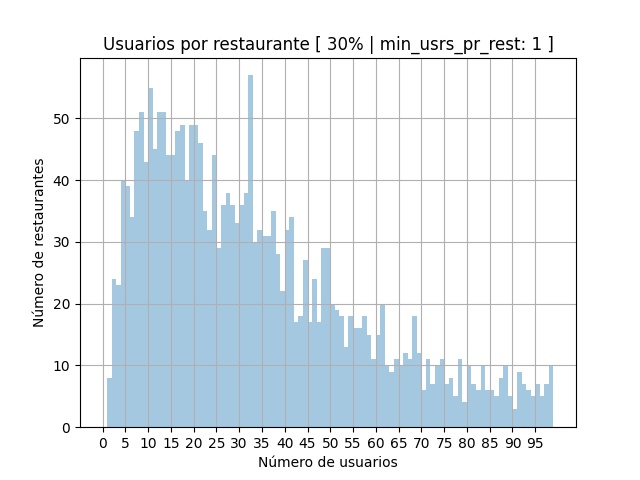 Usuarios por restaurante [ 30% | min_usrs_pr_rest: 1 ]
Número de restaurantes
50
40
30
20
10
0
0 5 10 15 20 25 30 35 40 45 50 55 60 65 70 75 80 85 90 95
Número de usuarios